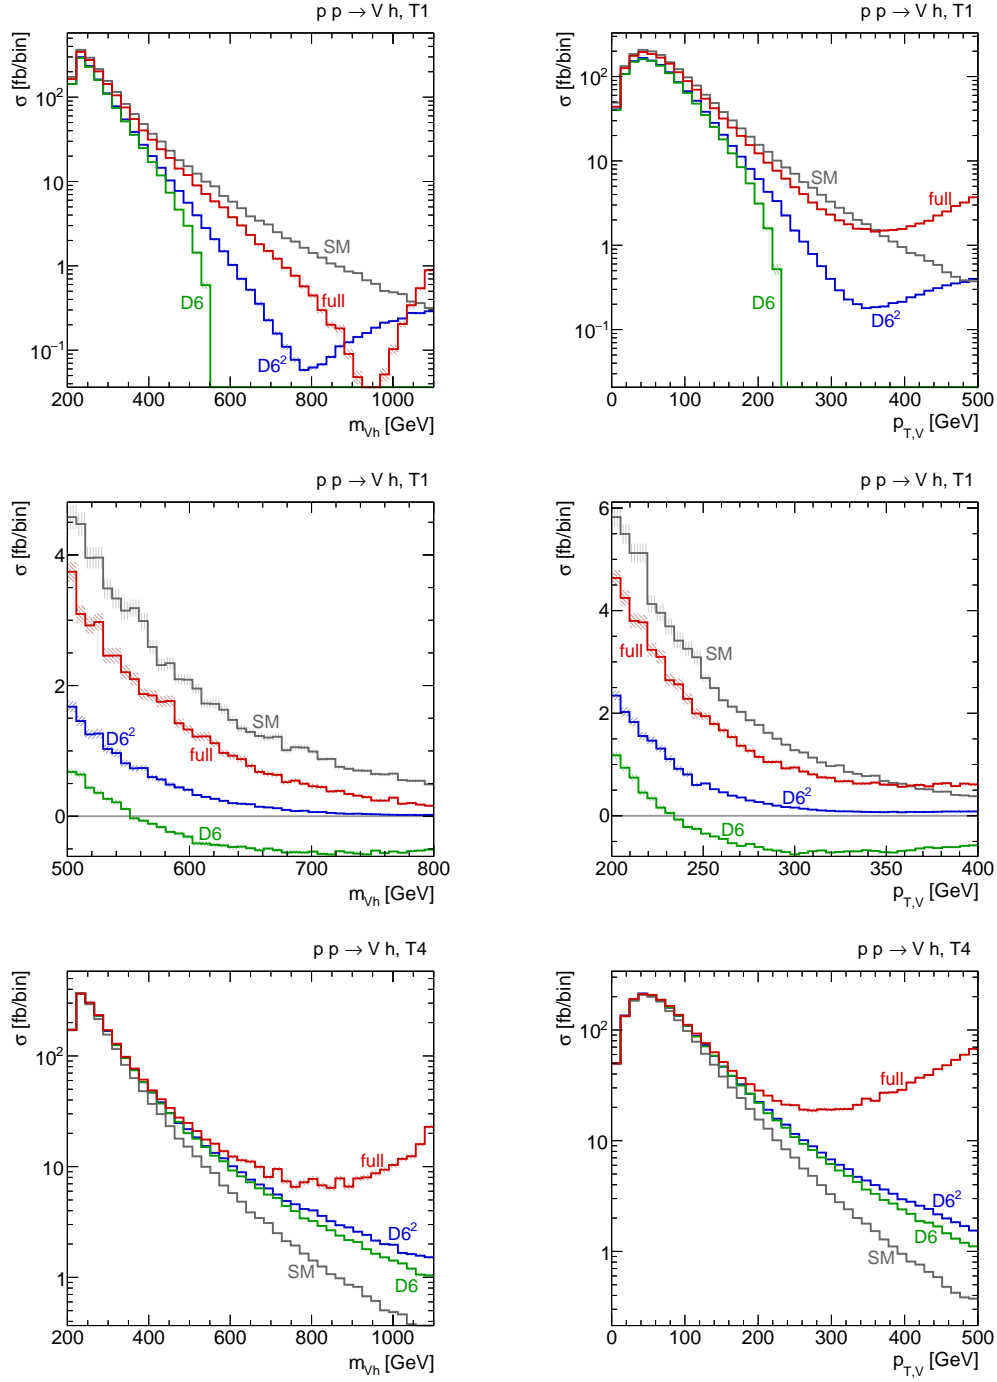 p p → V h, T1
σ [fb/bin]
10²
10
1
10⁻¹
SM
full
D6
D6²
200 400 600 800 1000
m_Vh [GeV]
p p → V h, T1
σ [fb/bin]
10²
10
1
10⁻¹
SM
full
D6
D6²
0 100 200 300 400 500
p_T,V [GeV]
p p → V h, T1
σ [fb/bin]
4
2
0
SM
D6²
full
D6
500 600 700 800
m_Vh [GeV]
p p → V h, T1
σ [fb/bin]
6
4
2
0
full
SM
D6²
D6
200 250 300 350 400
p_T,V [GeV]
p p → V h, T4
σ [fb/bin]
10²
10
1
full
D6²
SM
D6
200 400 600 800 1000
m_Vh [GeV]
p p → V h, T4
σ [fb/bin]
10²
10
1
full
D6²
D6
SM
0 100 200 300 400 500
p_T,V [GeV]